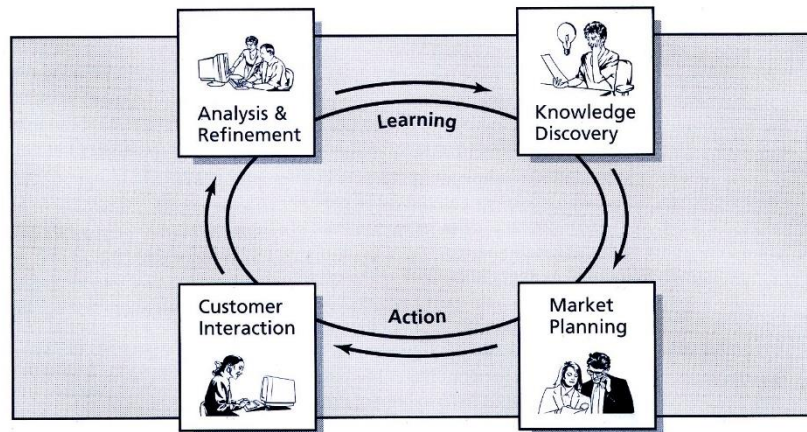 Analysis &
Refinement
Learning
Knowledge
Discovery
Customer
Interaction
Action
Market
Planning